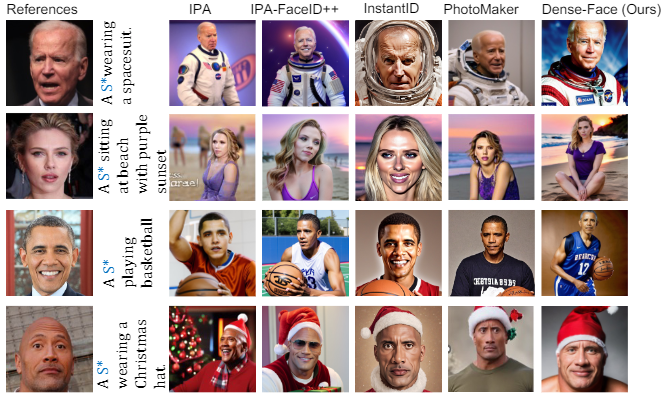 References IPA IPA-FaceID++ InstantID PhotoMaker Dense-Face (Ours)
A S*wearing
a spacesuit.
A S* sitting
at beach
with purple
sunset
A S*
playing
basketball
12
A S*
wearing a
Christmas
hat.